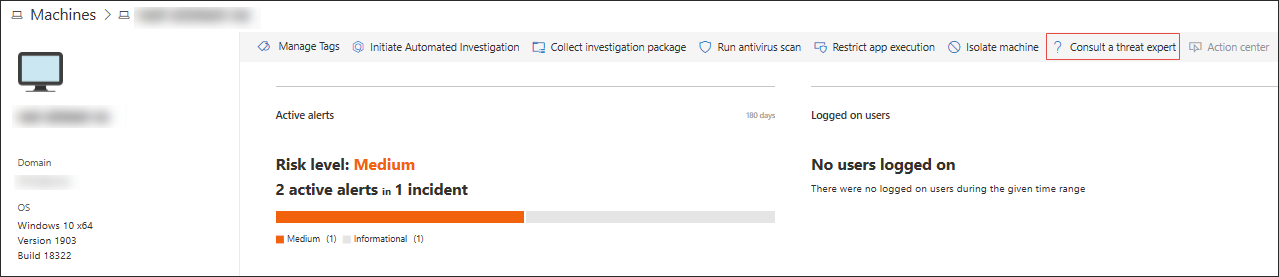 Machines
Manage Tags Initiate Automated Investigation Collect investigation package Run antivirus scan Restrict app execution Isolate machine ? Consult a threat expert Action center
Active alerts 180 days
Risk level: Medium
2 active alerts in 1 incident
Medium (1) Informational (1)
Logged on users
No users logged on
There were no logged on users during the given time range
Domain
OS
Windows 10 x64
Version 1903
Build 18322